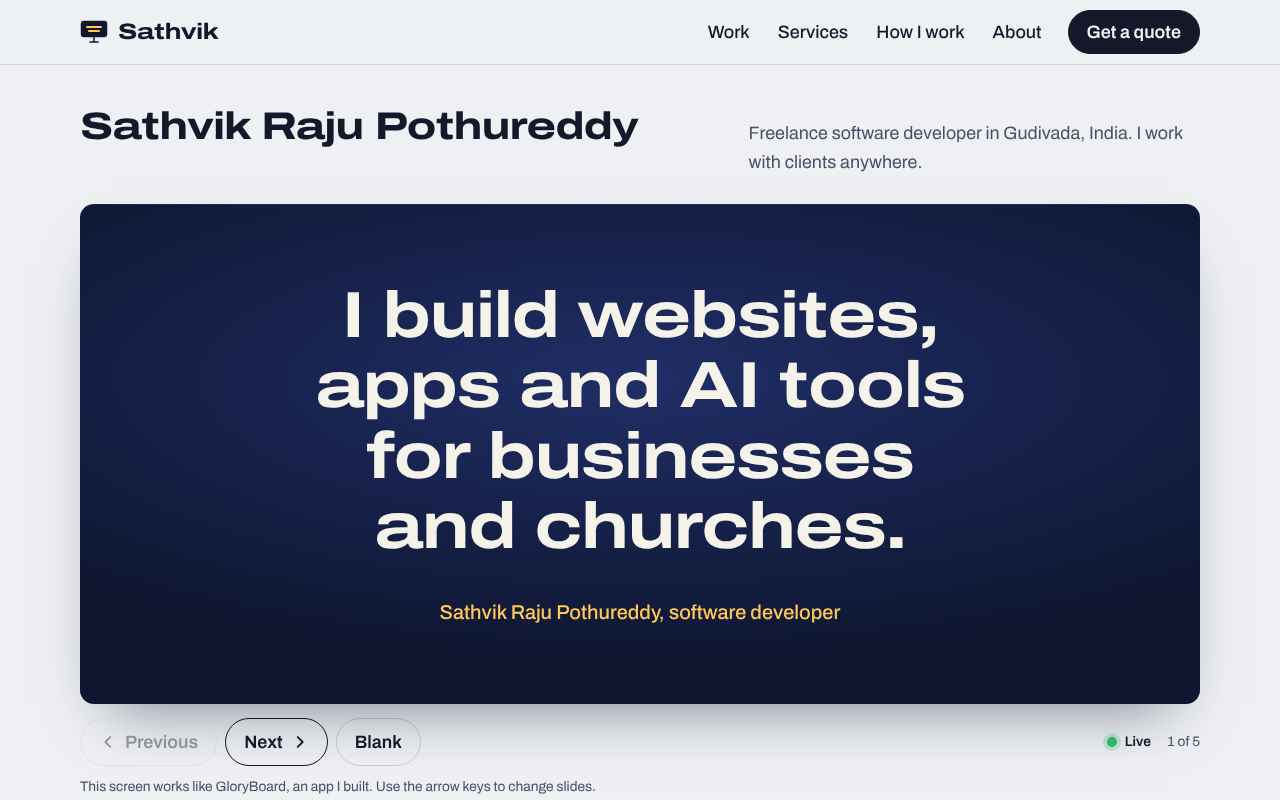 Sathvik
Work
Services
How I work
About
Get a quote
Sathvik Raju Pothureddy
Freelance software developer in Gudivada, India. I work
with clients anywhere.
I build websites,
apps and AI tools
for businesses
and churches.
Sathvik Raju Pothureddy, software developer
Previous
Next
Blank
Live
1 of 5
This screen works like GloryBoard, an app I built. Use the arrow keys to change slides.